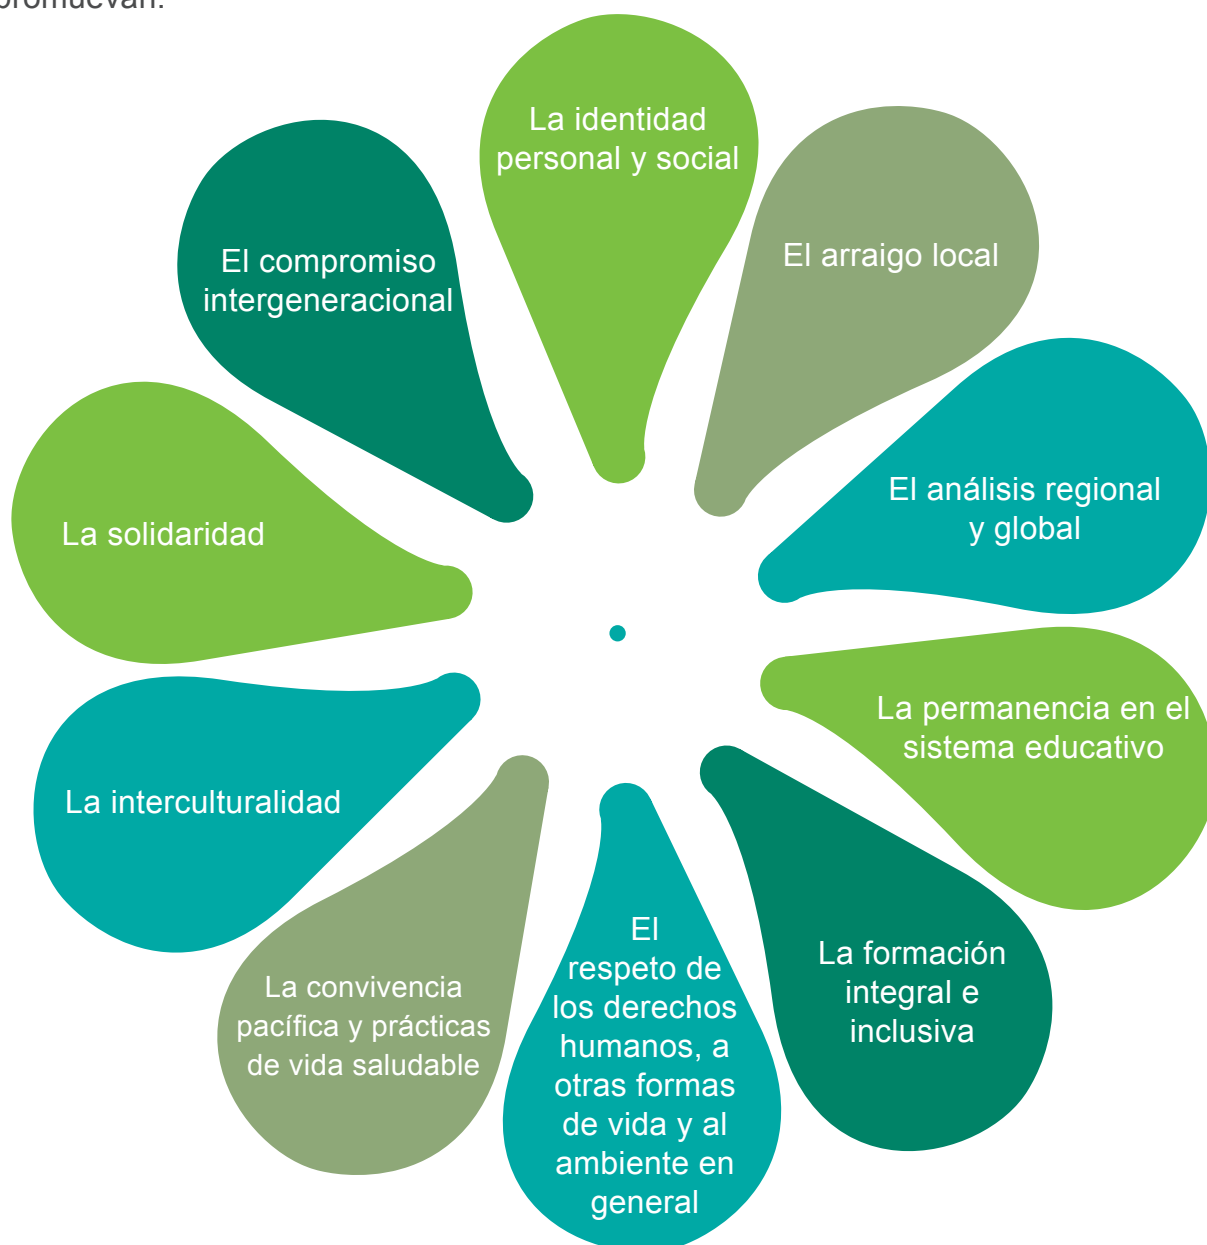 promuevan:
La identidad
personal y social
El arraigo local
El análisis regional
y global
La permanencia en el
sistema educativo
La formación
integral e
inclusiva
El
respeto de
los derechos
humanos, a
otras formas
de vida y al
ambiente en
general
La convivencia
pacífica y prácticas
de vida saludable
La interculturalidad
La solidaridad
El compromiso
intergeneracional